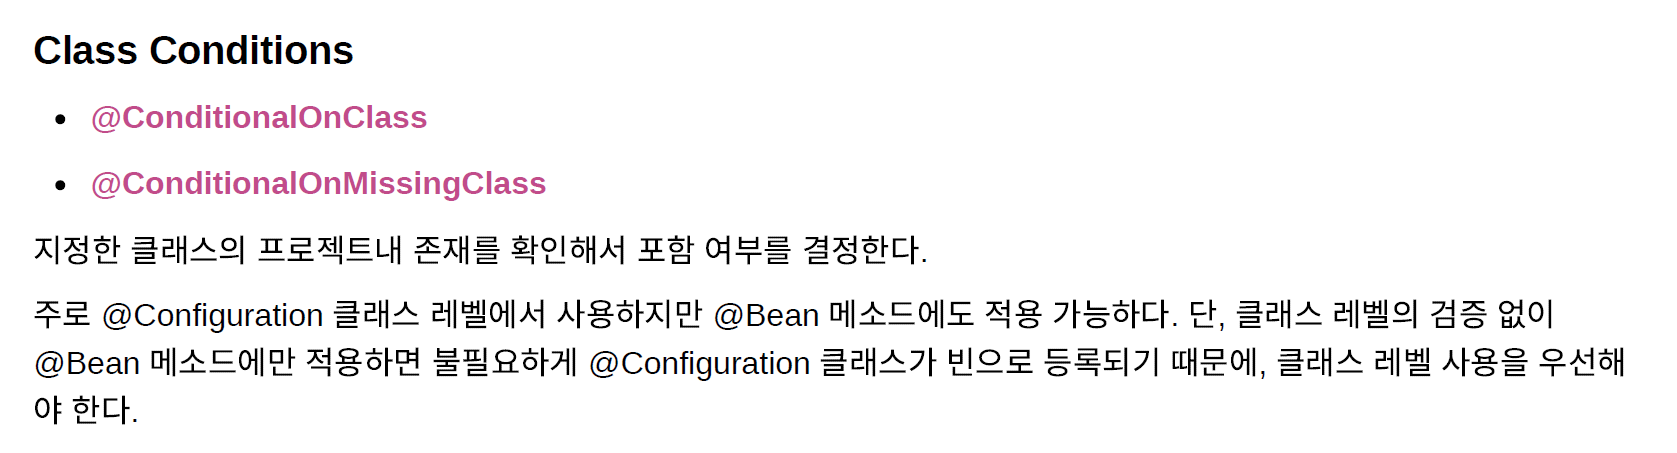 Class Conditions
• @ConditionalOnClass
• @ConditionalOnMissingClass
지정한 클래스의 프로젝트내 존재를 확인해서 포함 여부를 결정한다.
주로 @Configuration 클래스 레벨에서 사용하지만 @Bean 메소드에도 적용 가능하다. 단, 클래스 레벨의 검증 없이
@Bean 메소드에만 적용하면 불필요하게 @Configuration 클래스가 빈으로 등록되기 때문에, 클래스 레벨 사용을 우선해
야 한다.